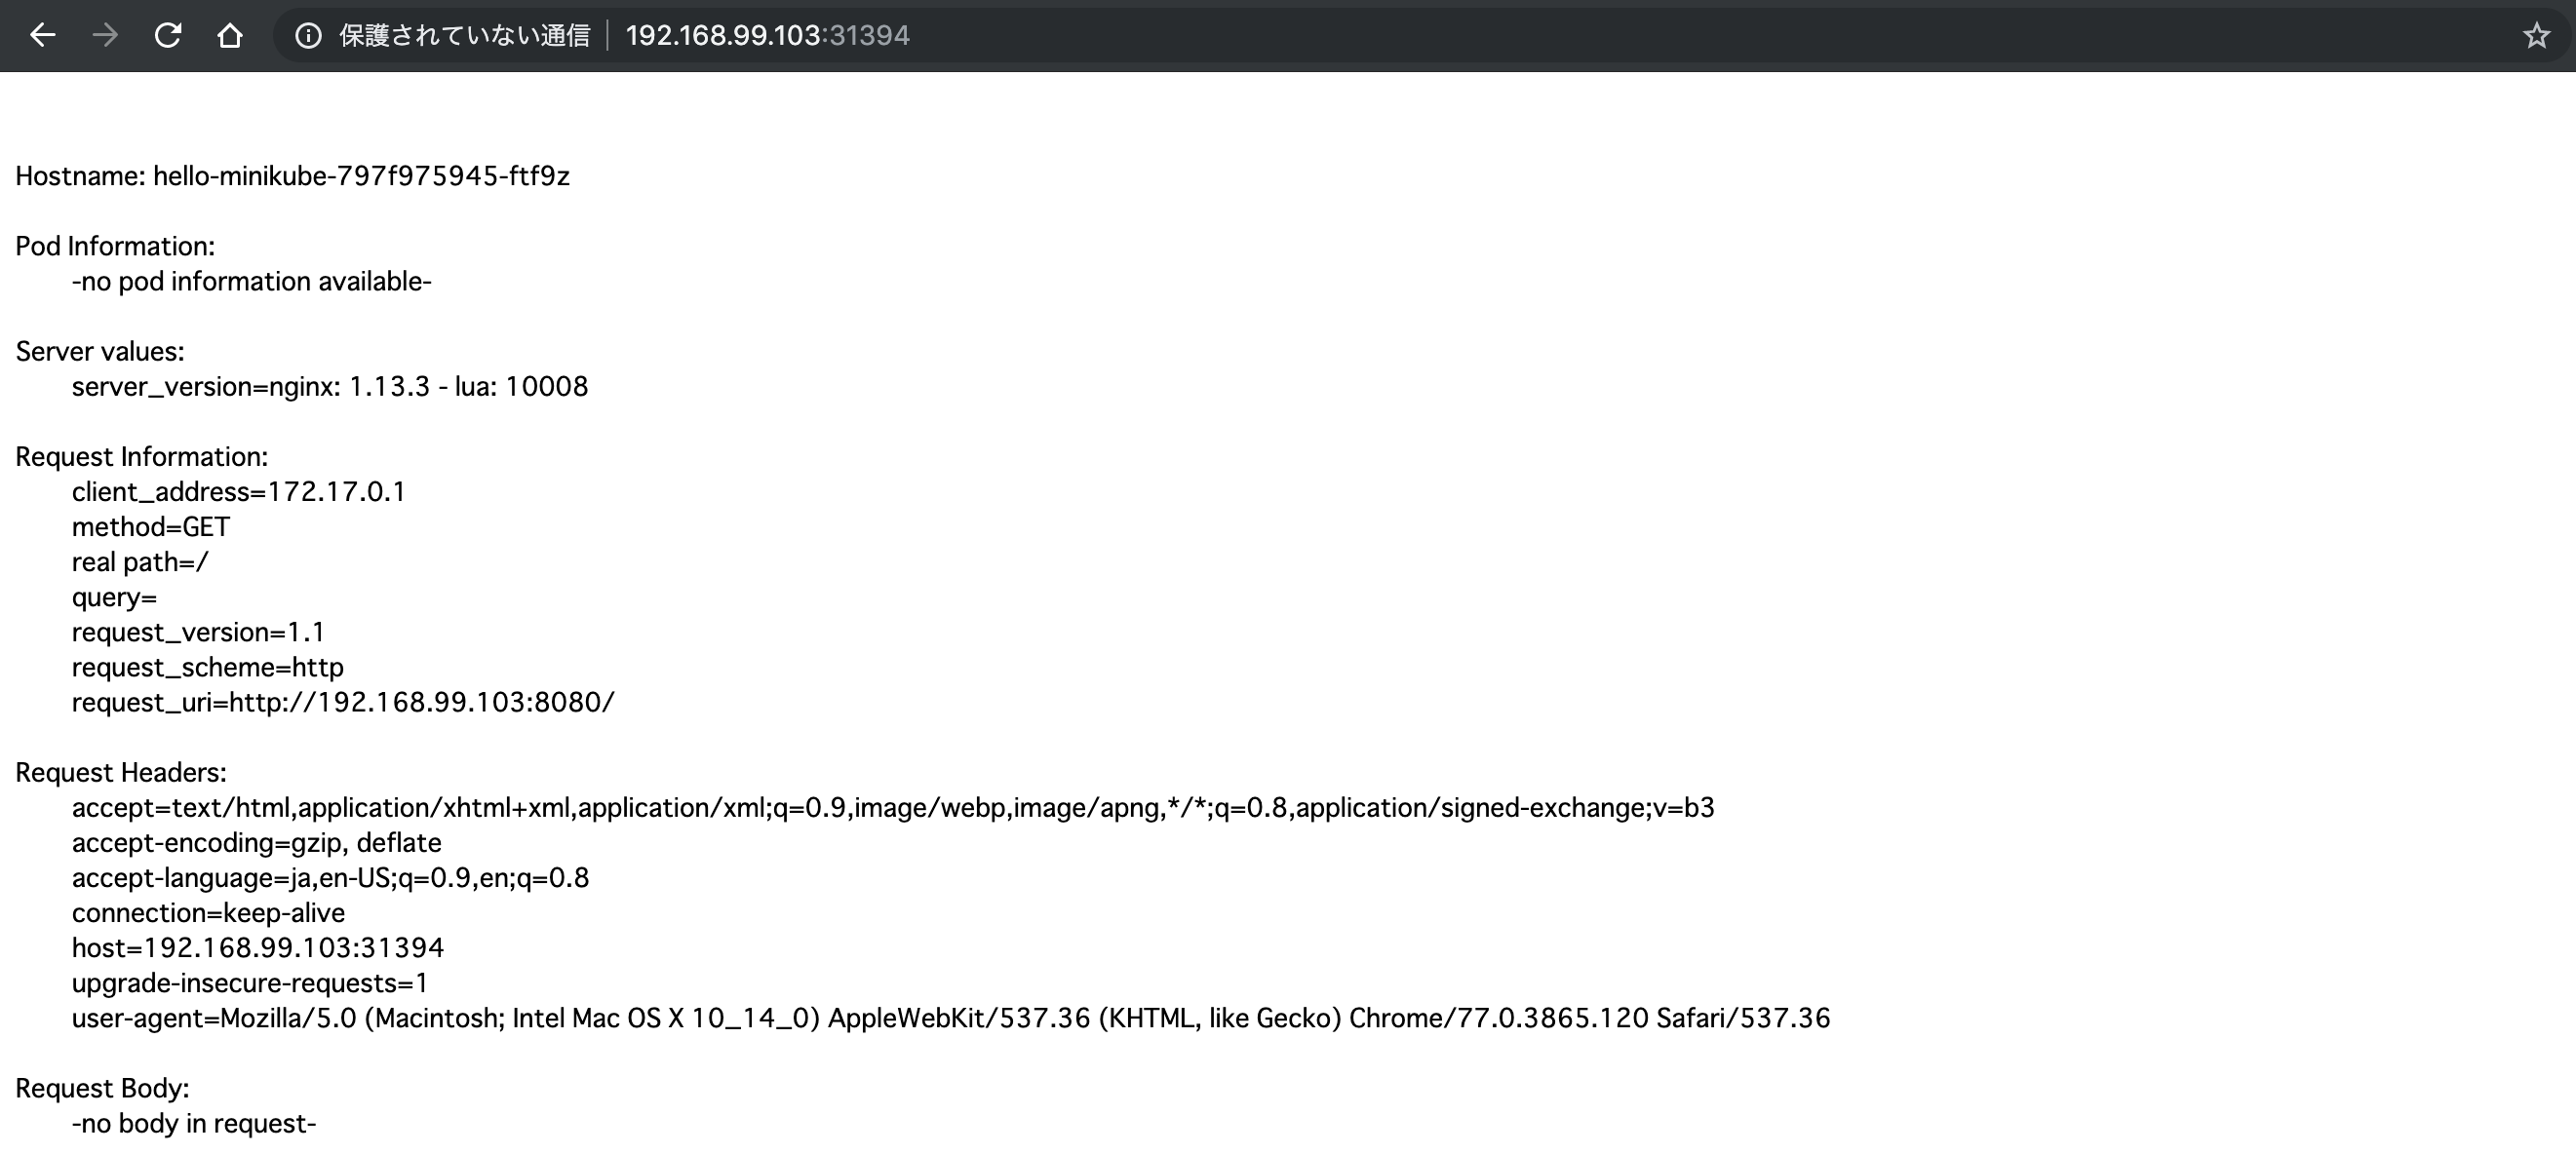 保護されていない通信 192.168.99.103:31394
Hostname: hello-minikube-797f975945-ftf9z
Pod Information:
-no pod information available-
Server values:
server_version=nginx: 1.13.3 - lua: 10008
Request Information:
client_address=172.17.0.1
method=GET
real path=/
query=
request_version=1.1
request_scheme=http
request_uri=http://192.168.99.103:8080/
Request Headers:
accept=text/html,application/xhtml+xml,application/xml;q=0.9,image/webp,image/apng,*/*;q=0.8,application/signed-exchange;v=b3
accept-encoding=gzip, deflate
accept-language=ja,en-US;q=0.9,en;q=0.8
connection=keep-alive
host=192.168.99.103:31394
upgrade-insecure-requests=1
user-agent=Mozilla/5.0 (Macintosh; Intel Mac OS X 10_14_0) AppleWebKit/537.36 (KHTML, like Gecko) Chrome/77.0.3865.120 Safari/537.36
Request Body:
-no body in request-